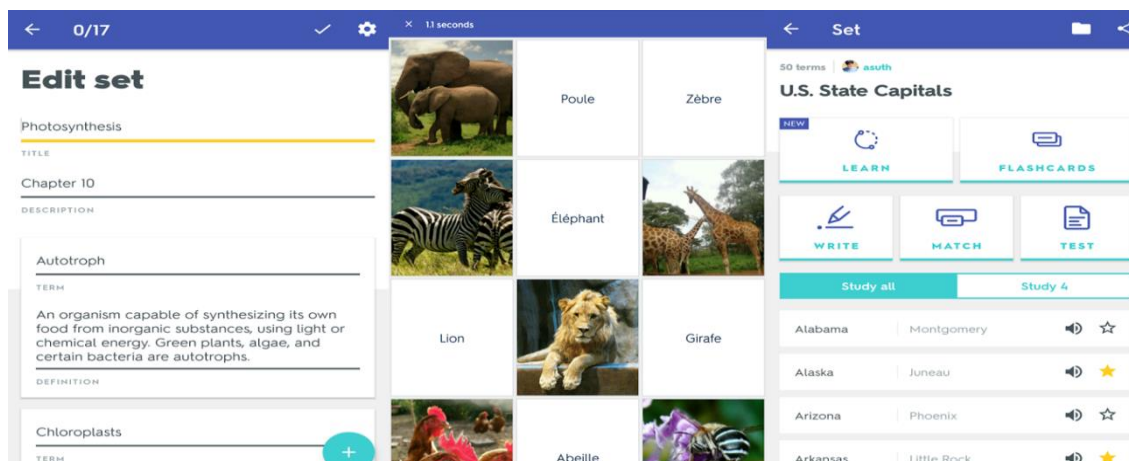 0/17
Edit set
Photosynthesis
TITLE
Chapter 10
DESCRIPTION
Autotroph
TERM
An organism capable of synthesizing its own
food from inorganic substances, using light or
chemical energy. Green plants, algae, and
certain bacteria are autotrophs.
DEFINITION
Chloroplasts
TERM
+
× 1.1 seconds
Poule
Zèbre
Éléphant
Lion
Girafe
Abeille
Set
50 terms asuth
U.S. State Capitals
NEW
LEARN
FLASHCARDS
WRITE
MATCH
TEST
Study all
Study 4
Alabama Montgomery
Alaska Juneau
Arizona Phoenix
Arkansas Little Rock